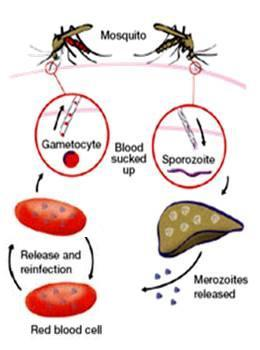 Mosquito
Gametocyte
Blood
sucked
up
Sporozoite
Release and
reinfection
Merozoites
released
Red blood cell